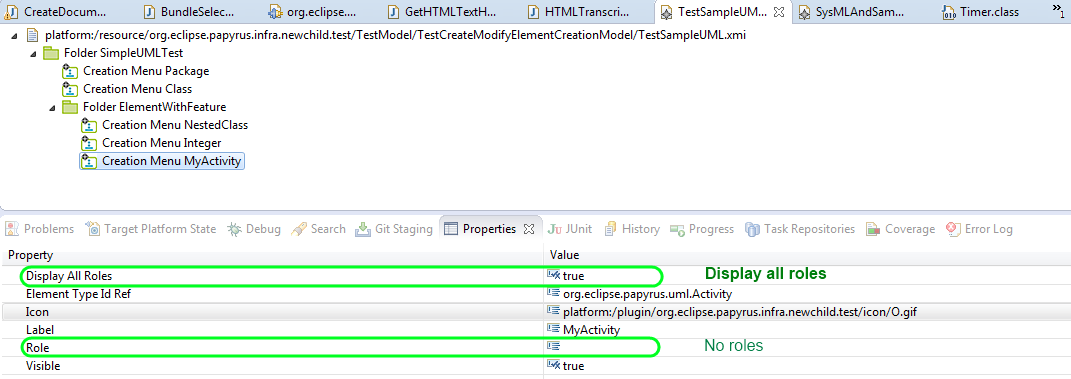 CreateDocum... BundleSelec... org.eclipse.... GetHTMLTextH... HTMLTranscri... TestSampleUM... SysMLAndSam... Timer.class »1
platform:/resource/org.eclipse.papyrus.infra.newchild.test/TestModel/TestCreateModifyElementCreationModel/TestSampleUML.xmi
Folder SimpleUMLTest
Creation Menu Package
Creation Menu Class
Folder ElementWithFeature
Creation Menu NestedClass
Creation Menu Integer
Creation Menu MyActivity
Problems Target Platform State Debug Search Git Staging Properties JUnit History Progress Task Repositories Coverage Error Log
Property Value
Display All Roles true Display all roles
Element Type Id Ref org.eclipse.papyrus.uml.Activity
Icon platform:/plugin/org.eclipse.papyrus.infra.newchild.test/icon/O.gif
Label MyActivity
Role No roles
Visible true